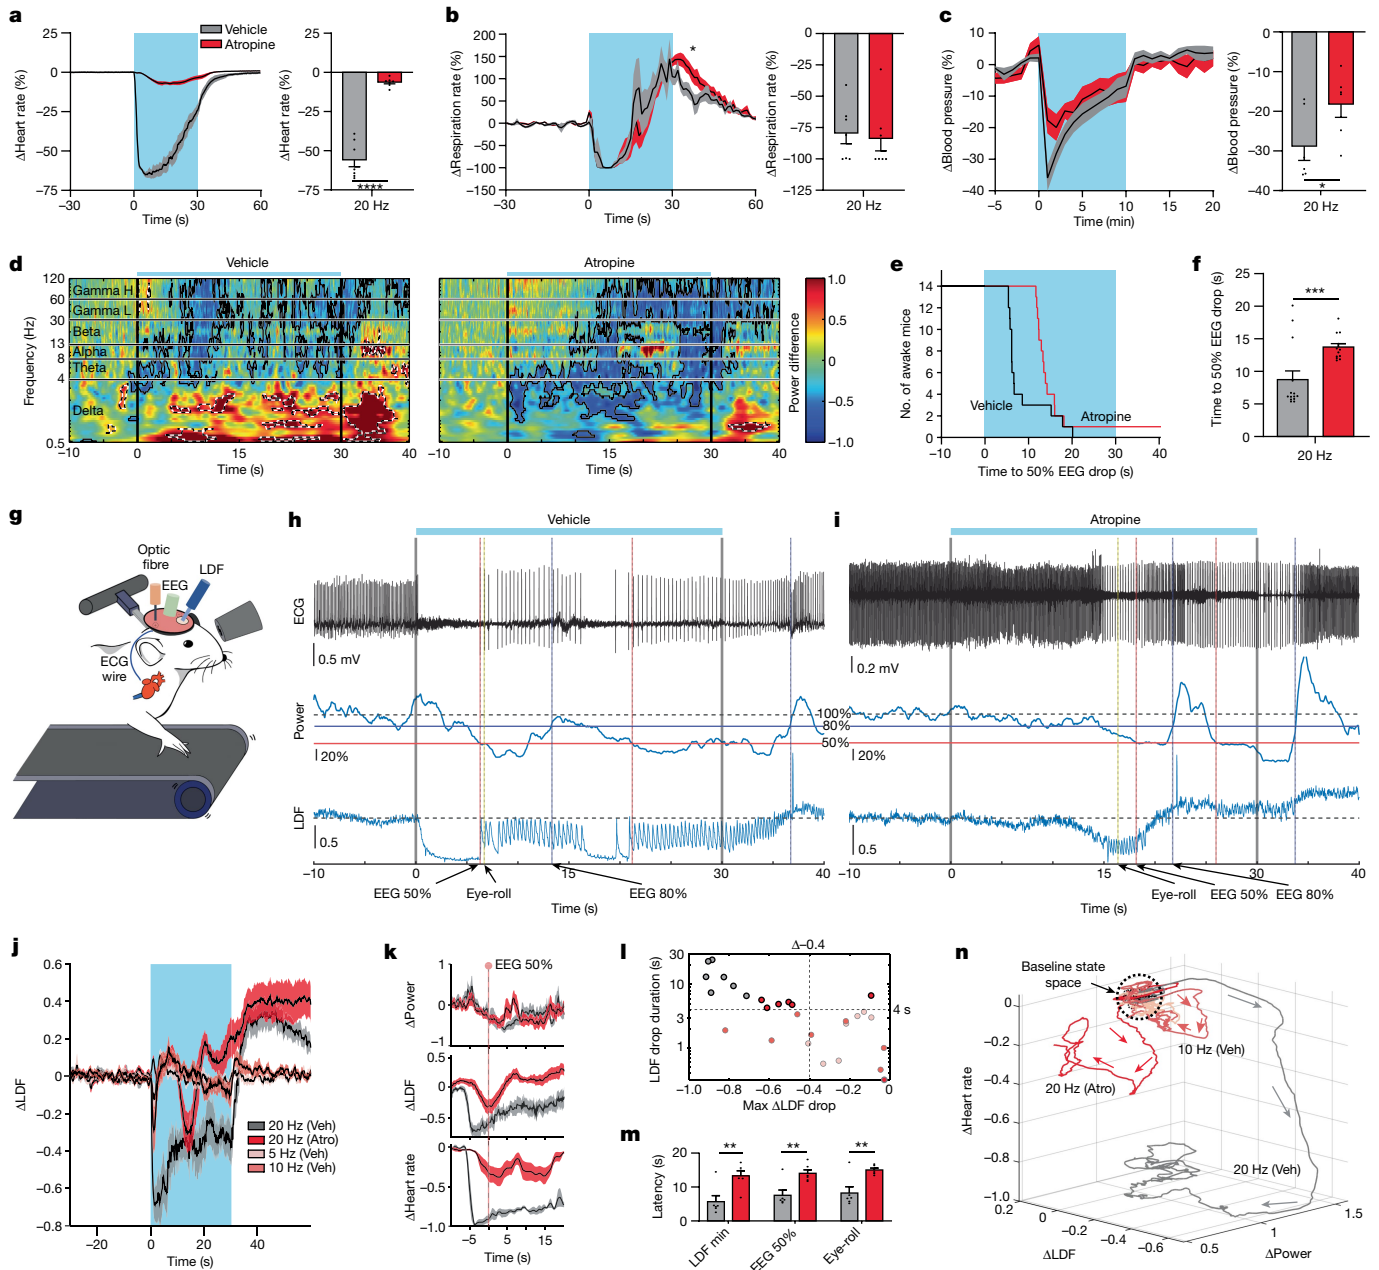 a
ΔHeart rate (%)
25
0
−25
−50
−75
−30
0
30
60
Time (s)
Vehicle
Atropine
ΔHeart rate (%)
25
0
−25
−50
−75
****
20 Hz
b
ΔRespiration rate (%)
200
150
100
50
0
−50
−100
−150
−30
0
30
60
Time (s)
*
ΔRespiration rate (%)
0
−25
−50
−75
−100
−125
20 Hz
c
ΔBlood pressure (%)
10
0
−10
−20
−30
−40
−5
0
5
10
15
20
Time (min)
ΔBlood pressure (%)
0
−10
−20
−30
−40
*
20 Hz
d
Vehicle
Atropine
Frequency (Hz)
120
60
30
13
8
4
0.5
Gamma H
Gamma L
Beta
Alpha
Theta
Delta
−10
0
15
30
40
Time (s)
−10
0
15
30
40
Time (s)
1.0
0.5
0
−0.5
−1.0
Power difference
e
No. of awake mice
14
12
10
8
6
4
2
0
Vehicle
Atropine
−10
0
10
20
30
40
Time to 50% EEG drop (s)
f
Time to 50% EEG drop (s)
25
20
15
10
5
0
***
20 Hz
g
Optic
fibre
EEG
LDF
ECG
wire
h
Vehicle
ECG
0.5 mV
Power
20%
100%
80%
50%
LDF
0.5
−10
0
15
30
40
EEG 50%
Eye-roll
EEG 80%
Time (s)
i
Atropine
0.2 mV
20%
0.5
−10
0
15
30
40
Eye-roll
EEG 50%
EEG 80%
Time (s)
j
ΔLDF
0.6
0.4
0.2
0
−0.2
−0.4
−0.6
−0.8
−20
0
20
40
Time (s)
20 Hz (Veh)
20 Hz (Atro)
5 Hz (Veh)
10 Hz (Veh)
k
EEG 50%
ΔPower
1
0
−1
ΔLDF
0.5
0
−0.5
ΔHeart rate
0
−0.5
−1.0
−5
0
5
10
15
Time (s)
l
Δ−0.4
LDF drop duration (s)
30
10
3
1
4 s
−1.0
−0.8
−0.6
−0.4
−0.2
0
Max ΔLDF drop
m
Latency (s)
20
10
0
**
**
**
LDF min
EEG 50%
Eye-roll
n
Baseline state
space
ΔHeart rate
0
−0.2
−0.4
−0.6
−0.8
−1.0
10 Hz (Veh)
20 Hz (Atro)
20 Hz (Veh)
0.2
0
−0.2
−0.4
−0.6
ΔLDF
0.5
1
1.5
ΔPower